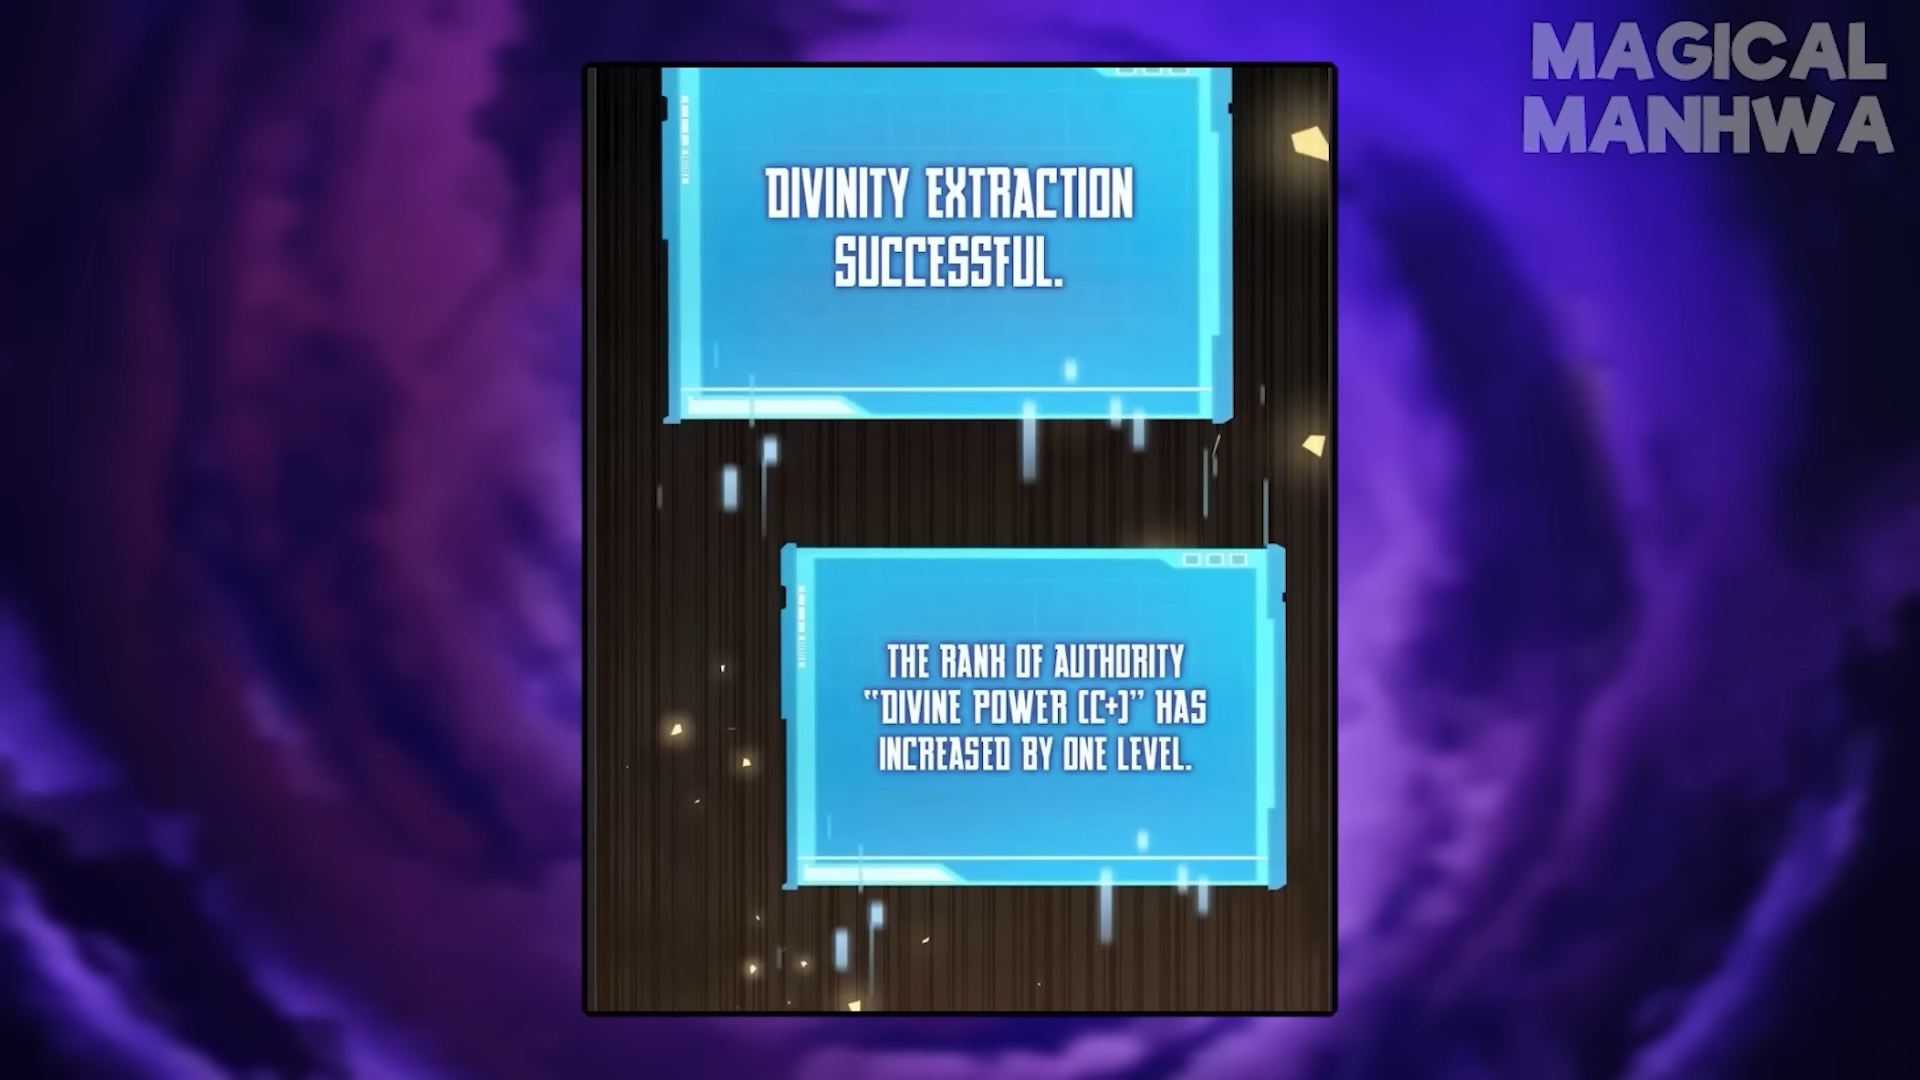 MAGICAL
MANHWA
DIVINITY EXTRACTION
SUCCESSFUL.
THE RANK OF AUTHORITY
“DIVINE POWER (C+)” HAS
INCREASED BY ONE LEVEL.